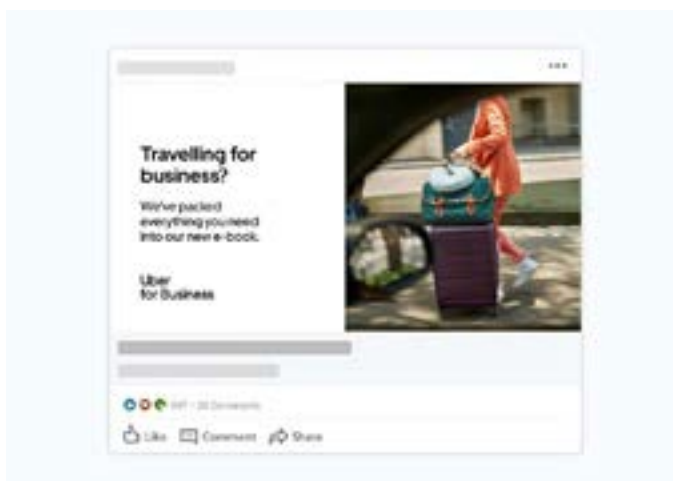 Travelling for
business?
We've packed
everything you need
into our new e-book.
Uber
for Business
Like Comment Share